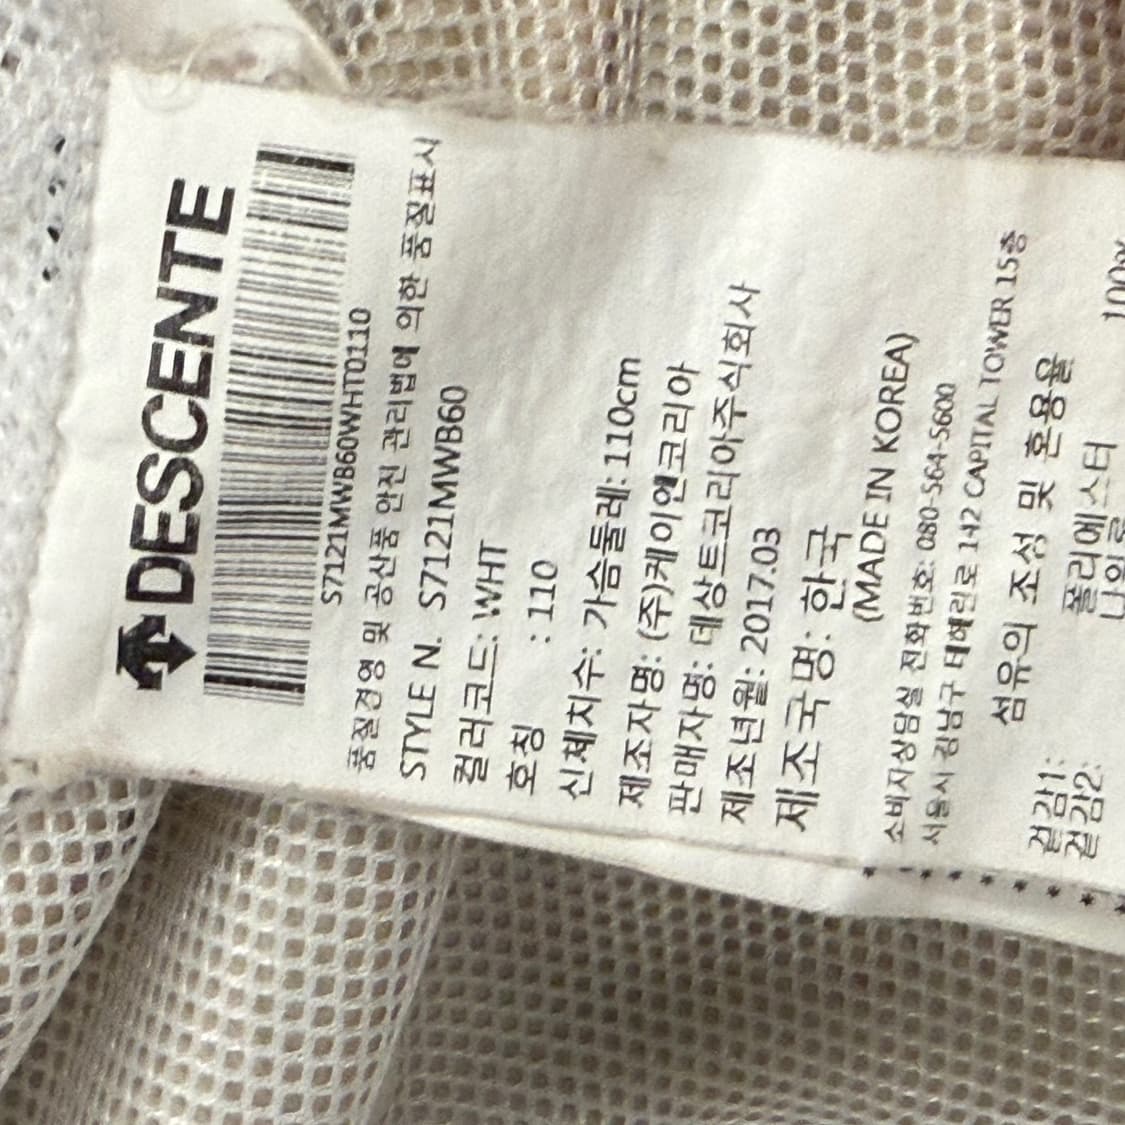 DESCENTE
S7121MWB60WHT0110
품질경영 및 공산품 안전 관리법에 의한 품질표시
STYLE N. S7121MWB60
컬러코드: WHT
호칭 : 110
신체치수: 가슴둘레: 110cm
제조자명: (주)케이엔코리아
판매자명: 데상트코리아주식회사
제조년월: 2017.03
제조국명: 한국
(MADE IN KOREA)
소비자상담실 전화번호: 080-564-5600
서울시 강남구 테헤란로 142 CAPITAL TOWER 15층
섬유의 조성 및 혼용율
겉감1: 폴리에스터 100%
겉감2: